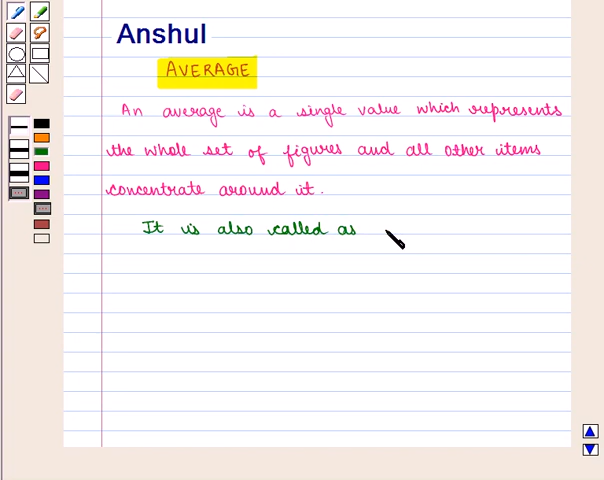 Anshul
AVERAGE
An average is a single value which represents
the whole set of figures and all other items
concentrate around it.
It is also called as